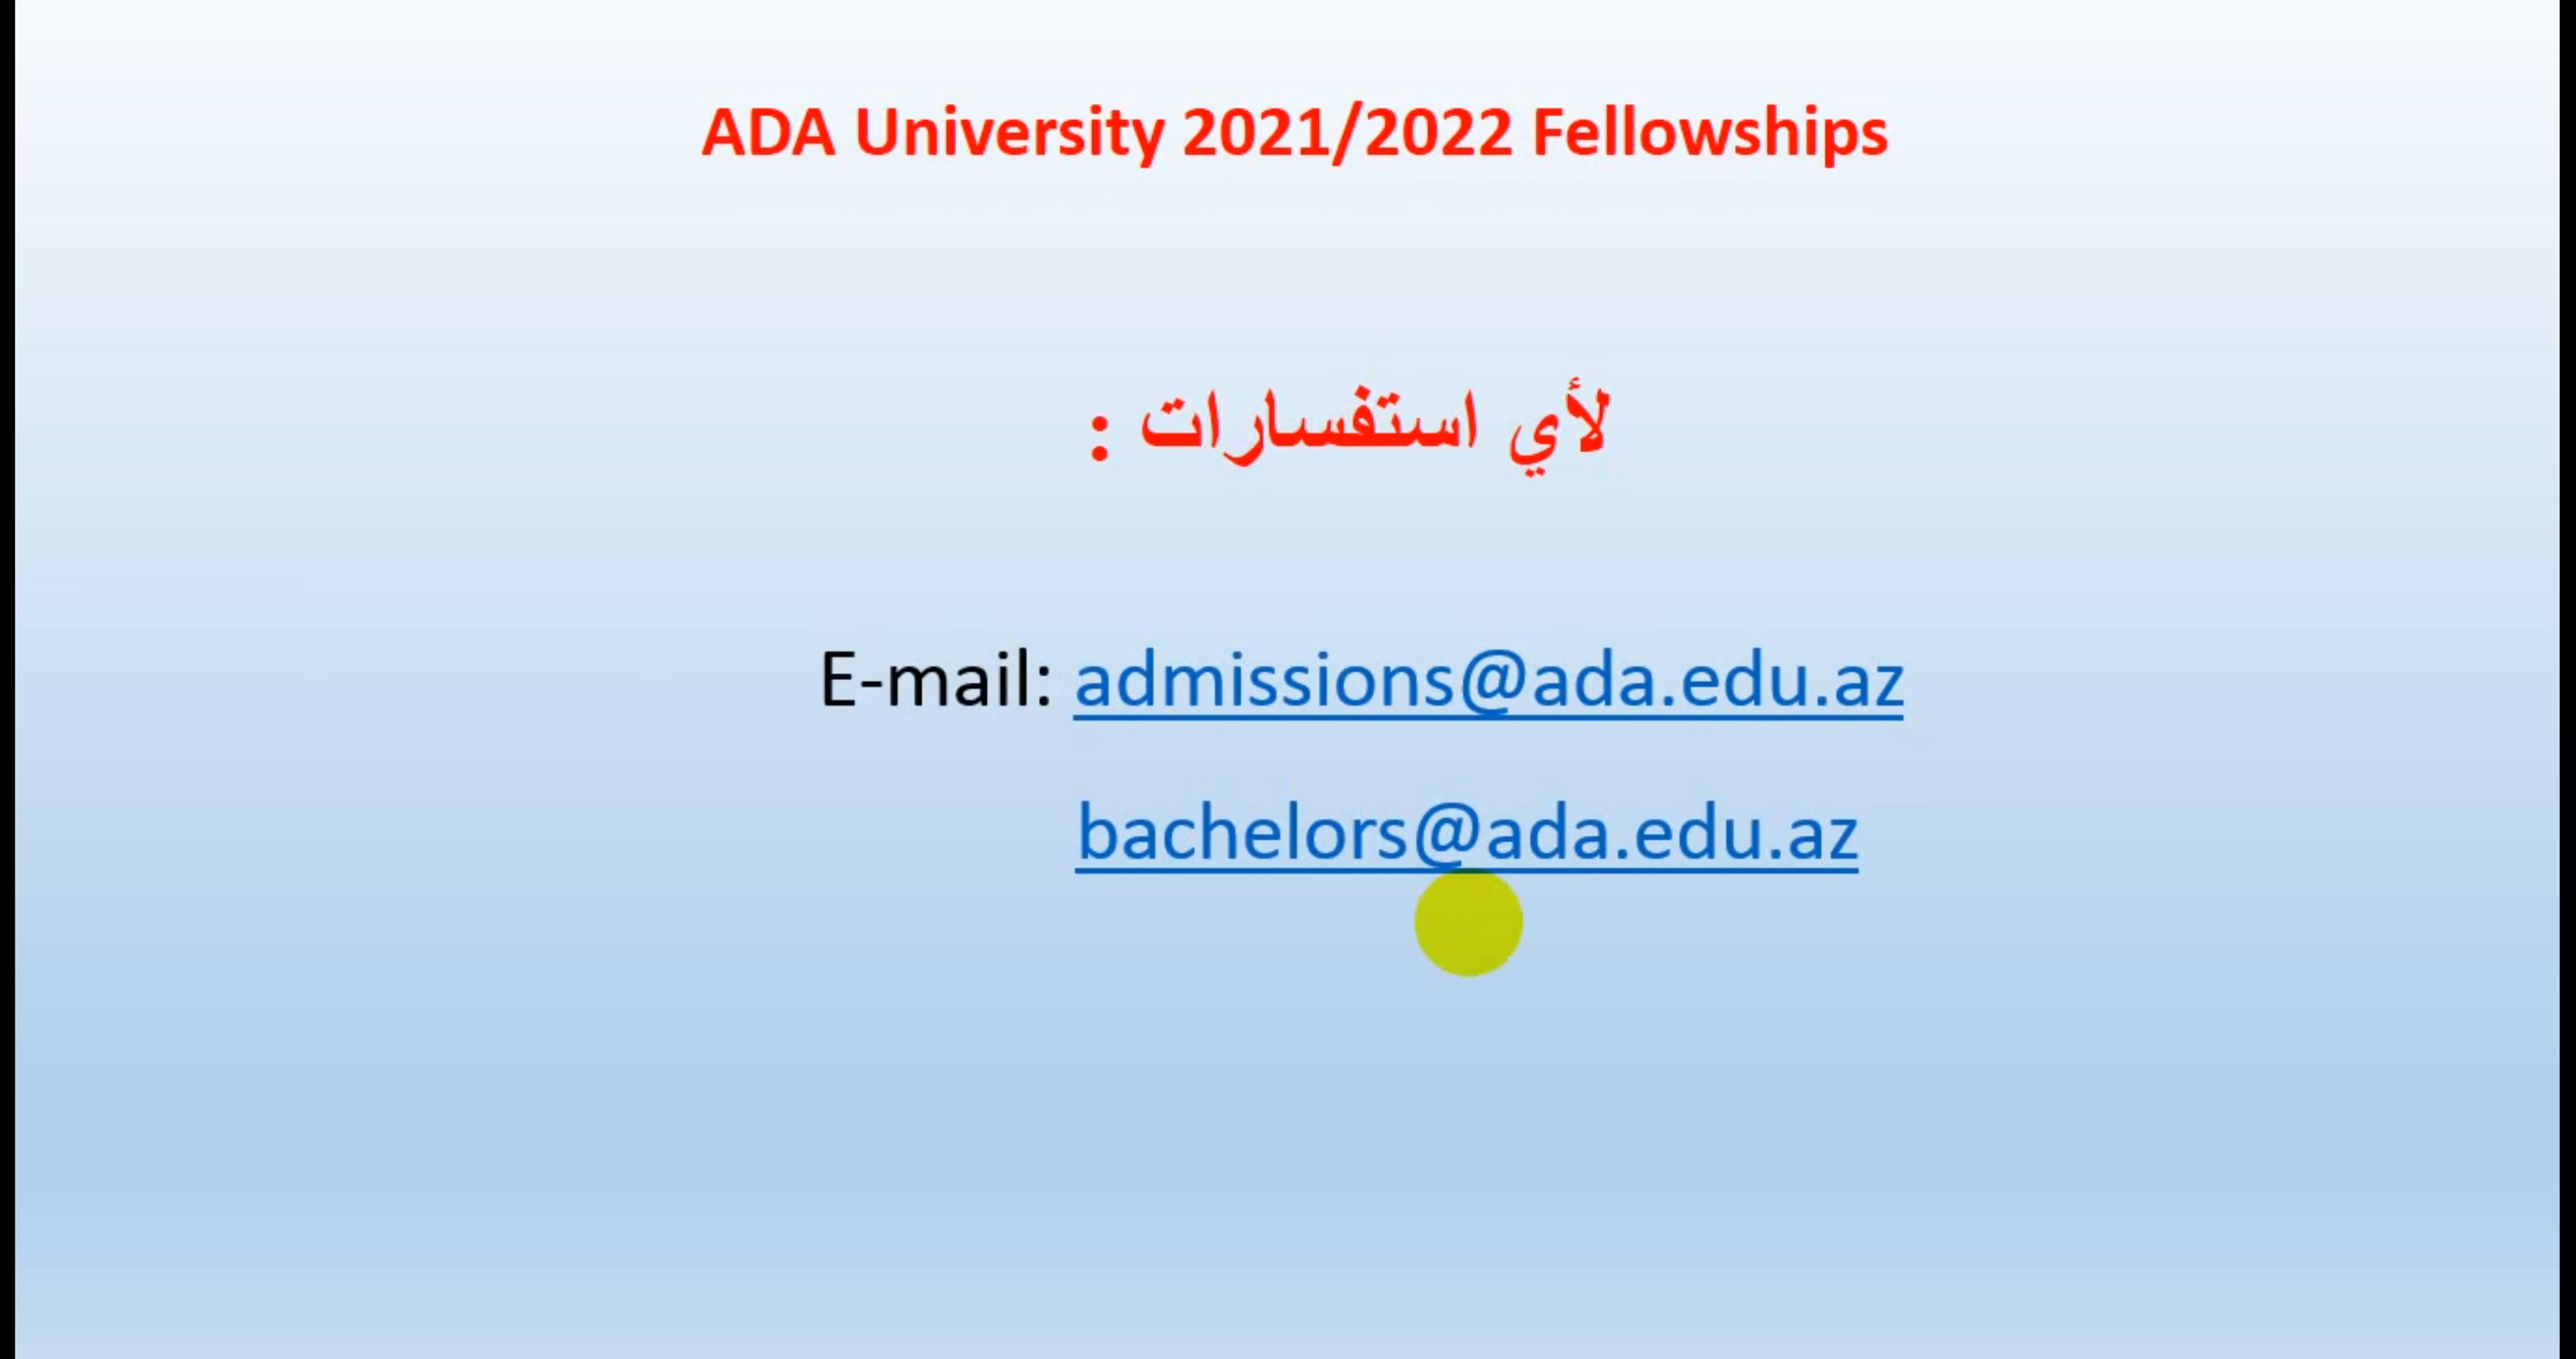 ADA University 2021/2022 Fellowships
لأي استفسارات :
E-mail: admissions@ada.edu.az
bachelors@ada.edu.az